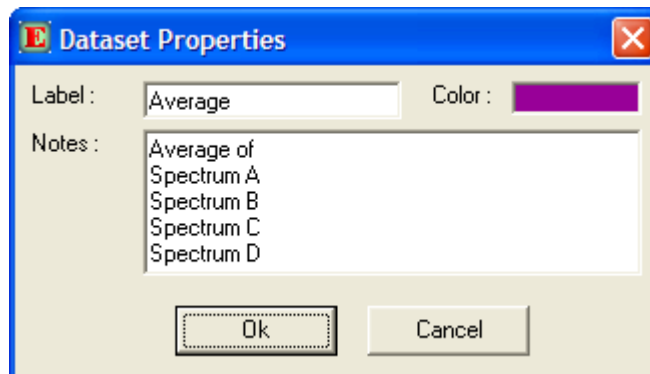 E Dataset Properties
Label : Average Color :
Notes : Average of
Spectrum A
Spectrum B
Spectrum C
Spectrum D
Ok Cancel